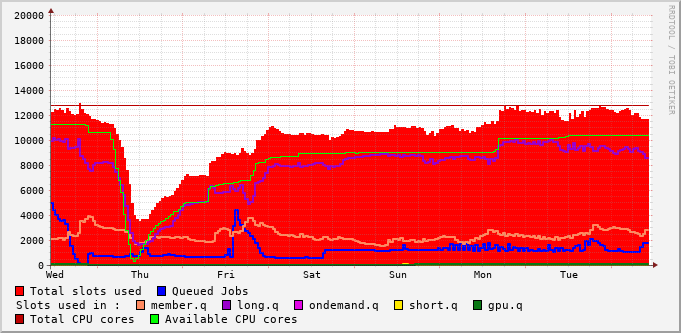 RRDTOOL / TOBI OETIKER
20000
18000
16000
14000
12000
10000
8000
6000
4000
2000
0
Wed Thu Fri Sat Sun Mon Tue
Total slots used Queued Jobs
Slots used in : member.q long.q ondemand.q short.q gpu.q
Total CPU cores Available CPU cores